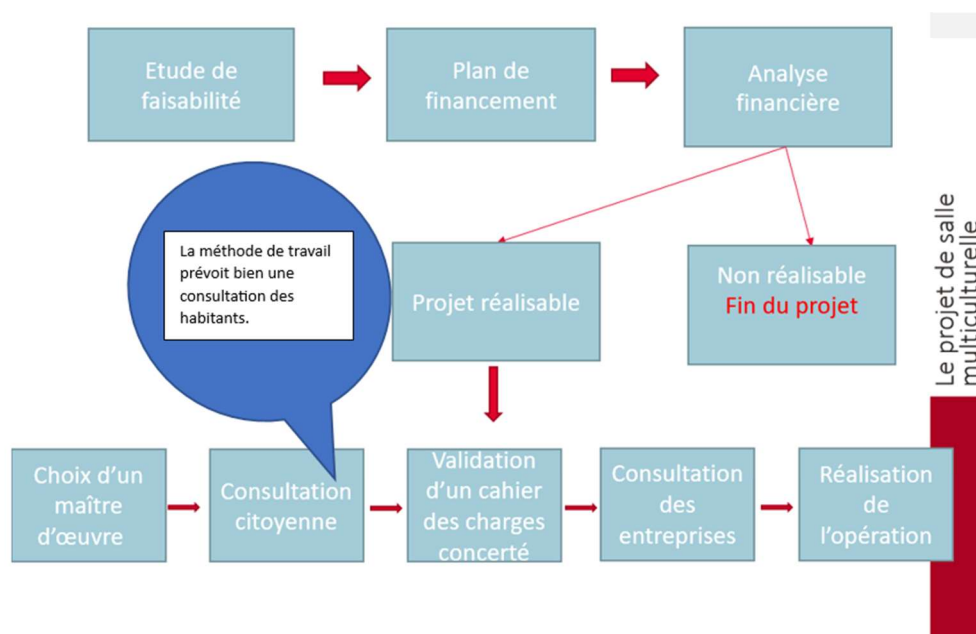 Etude de
faisabilité
Plan de
financement
Analyse
financière
La méthode de travail
prévoit bien une
consultation des
habitants.
Projet réalisable
Non réalisable
Fin du projet
Choix d'un
maître
d'œuvre
Consultation
citoyenne
Validation
d'un cahier
des charges
concerté
Consultation
des
entreprises
Réalisation
de
l'opération
Le projet de salle
multiculturelle